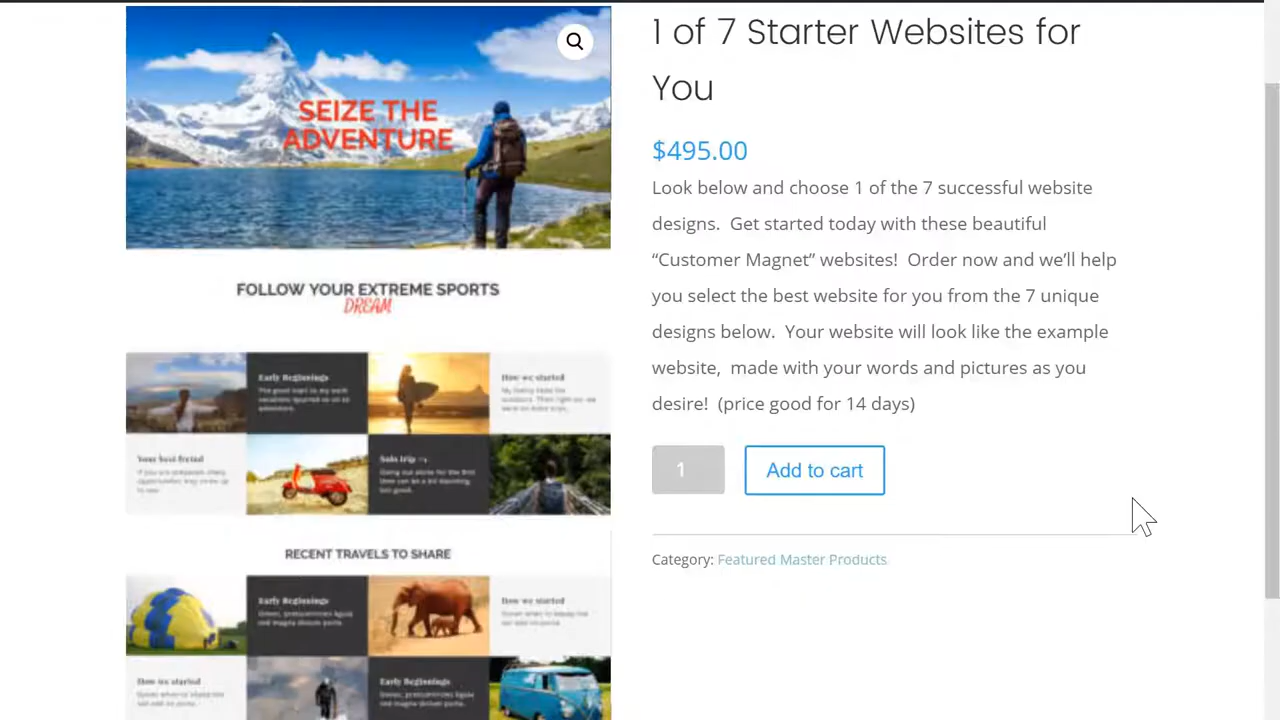 1 of 7 Starter Websites for
You
$495.00
Look below and choose 1 of the 7 successful website
designs.  Get started today with these beautiful
“Customer Magnet” websites!  Order now and we’ll help
you select the best website for you from the 7 unique
designs below.  Your website will look like the example
website,  made with your words and pictures as you
desire!  (price good for 14 days)
1
Add to cart
Category: Featured Master Products
SEIZE THE
ADVENTURE
FOLLOW YOUR EXTREME SPORTS
DREAM
Early Beginnings
How we started
Your best friend
Solo trip
RECENT TRAVELS TO SHARE
Early Beginnings
How we started
How we started
Early Beginnings